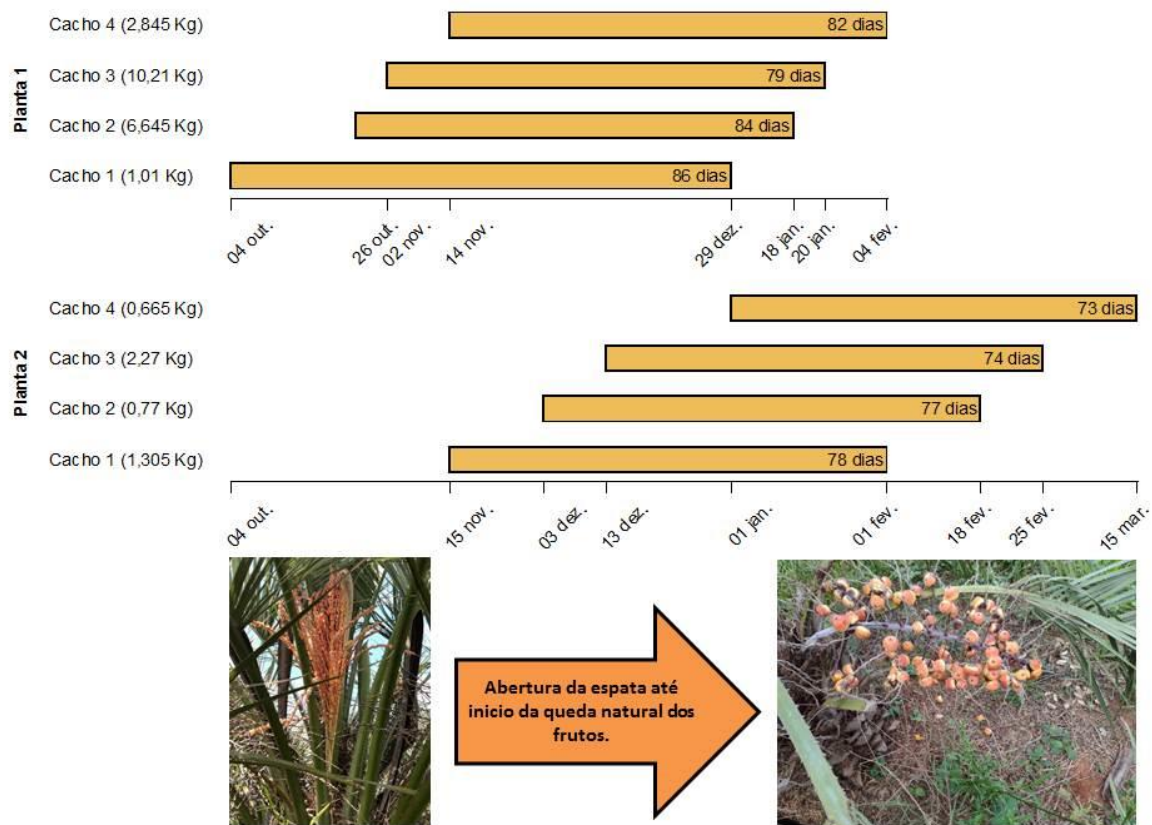 Planta 1
Cacho 4 (2,845 Kg)
82 dias
Cacho 3 (10,21 Kg)
79 dias
Cacho 2 (6,645 Kg)
84 dias
Cacho 1 (1,01 Kg)
86 dias
04 out.
26 out.
02 nov.
14 nov.
29 dez.
18 jan.
20 jan.
04 fev.
Planta 2
Cacho 4 (0,665 Kg)
73 dias
Cacho 3 (2,27 Kg)
74 dias
Cacho 2 (0,77 Kg)
77 dias
Cacho 1 (1,305 Kg)
78 dias
04 out.
15 nov.
03 dez.
13 dez.
01 jan.
01 fev.
18 fev.
25 fev.
15 mar.
Abertura da espata até
inicio da queda natural dos
frutos.